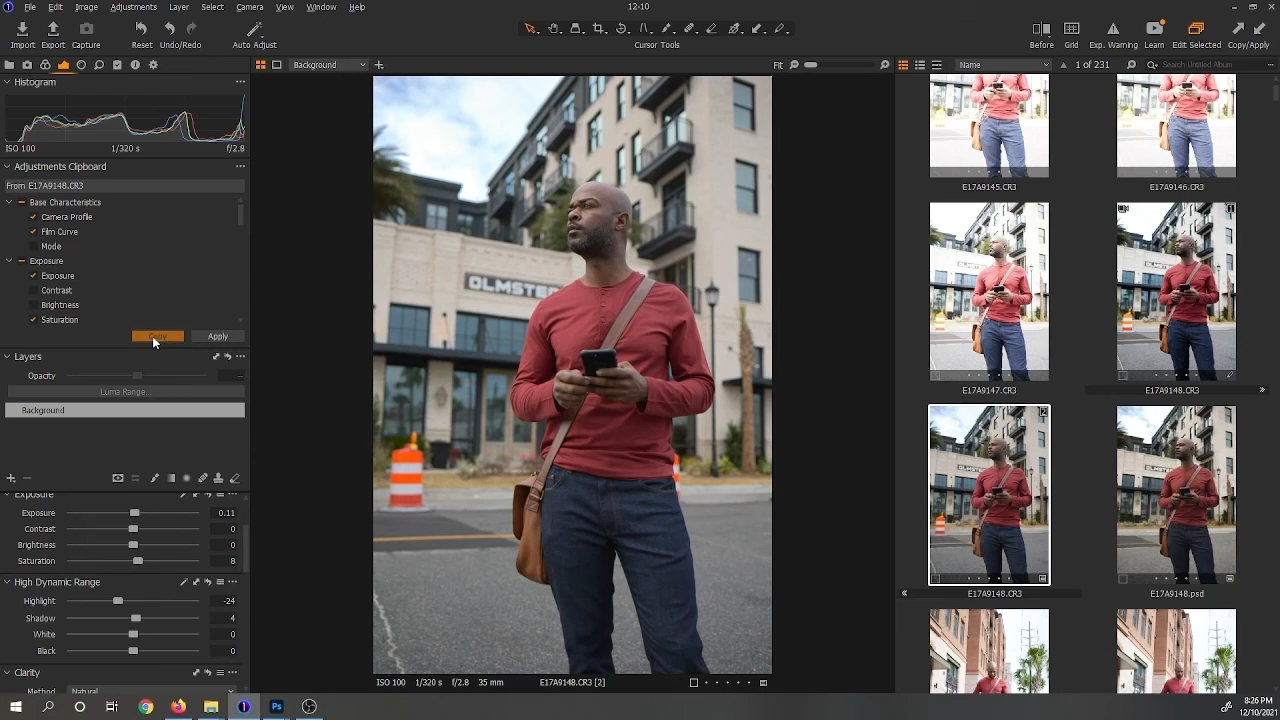 Image
Adjustments
Layer
Select
Camera
View
Window
Help
12-10
Import Export Capture
Reset Undo/Redo
Auto Adjust
Cursor Tools
Before Grid Exp. Warning Learn Edit Selected Copy/Apply
Background
Fit
Name
1 of 231
Search Untitled Album
Histogram
ISO 100 1/320 s f/2.8
Adjustments Clipboard
From E17A9148.CR3
Base Characteristics
Camera Profile
Film Curve
Mode
Exposure
Exposure
Contrast
Brightness
Saturation
Copy Apply
Layers
Opacity
Luma Range...
Background
Exposure
Exposure 0.11
Contrast 0
Brightness 0
Saturation 8
High Dynamic Range
Highlight -24
Shadow 4
White 0
Black 0
Clarity
Natural
OLMSTE
ISO 100 1/320 s f/2.8 35 mm E17A9148.CR3 [2]
E17A9145.CR3 E17A9146.CR3
E17A9147.CR3 E17A9148.CR3
E17A9148.CR3 E17A9148.psd
Ps
8:26 PM
12/10/2021